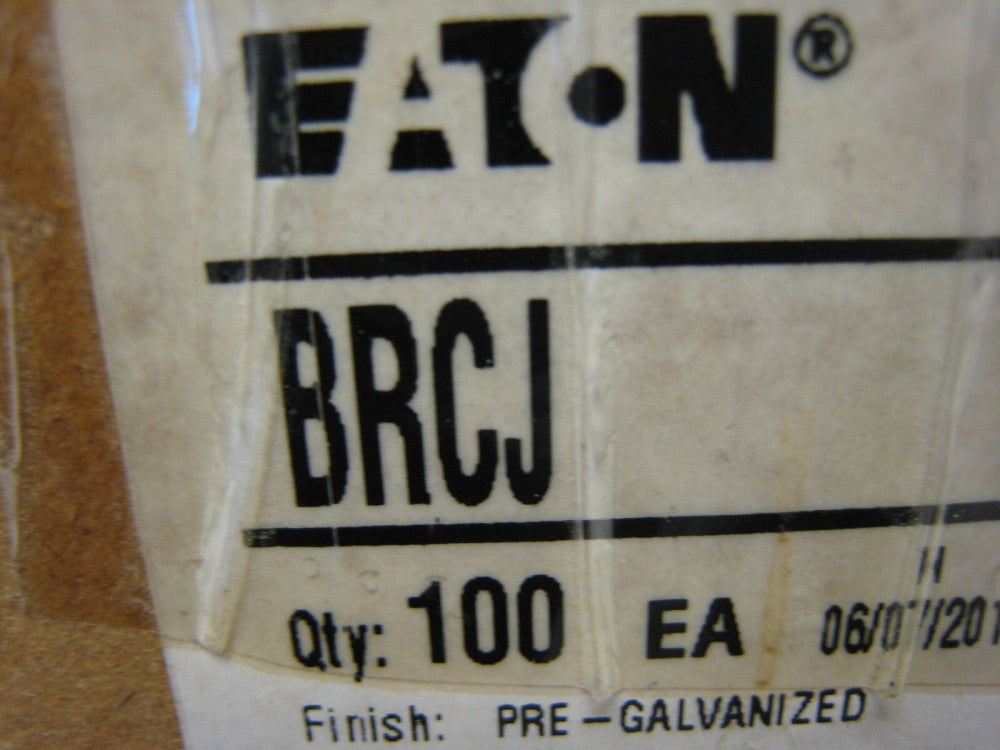 EATON®
BRCJ
Qty: 100 EA
Finish: PRE-GALVANIZED